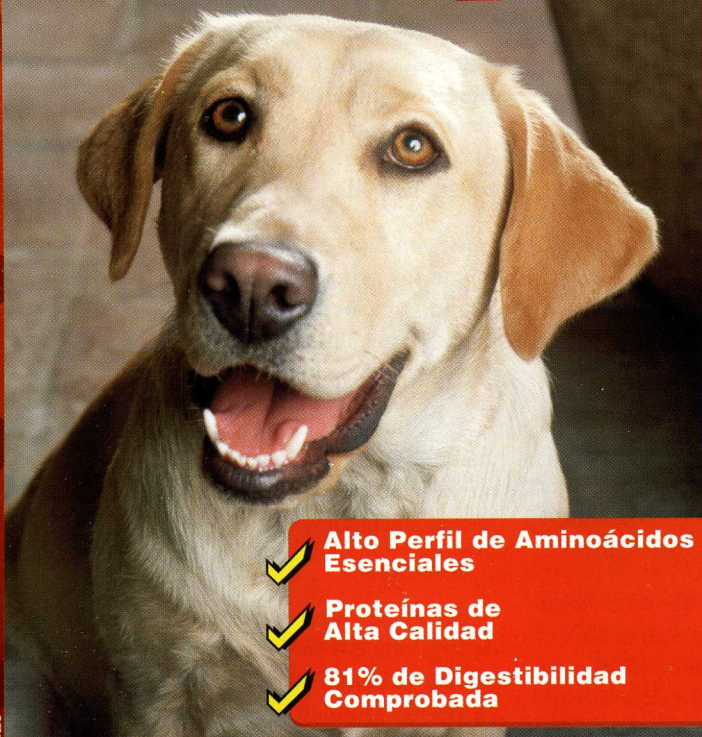 Alto Perfil de Aminoácidos
Esenciales
Proteínas de
Alta Calidad
81% de Digestibilidad
Comprobada